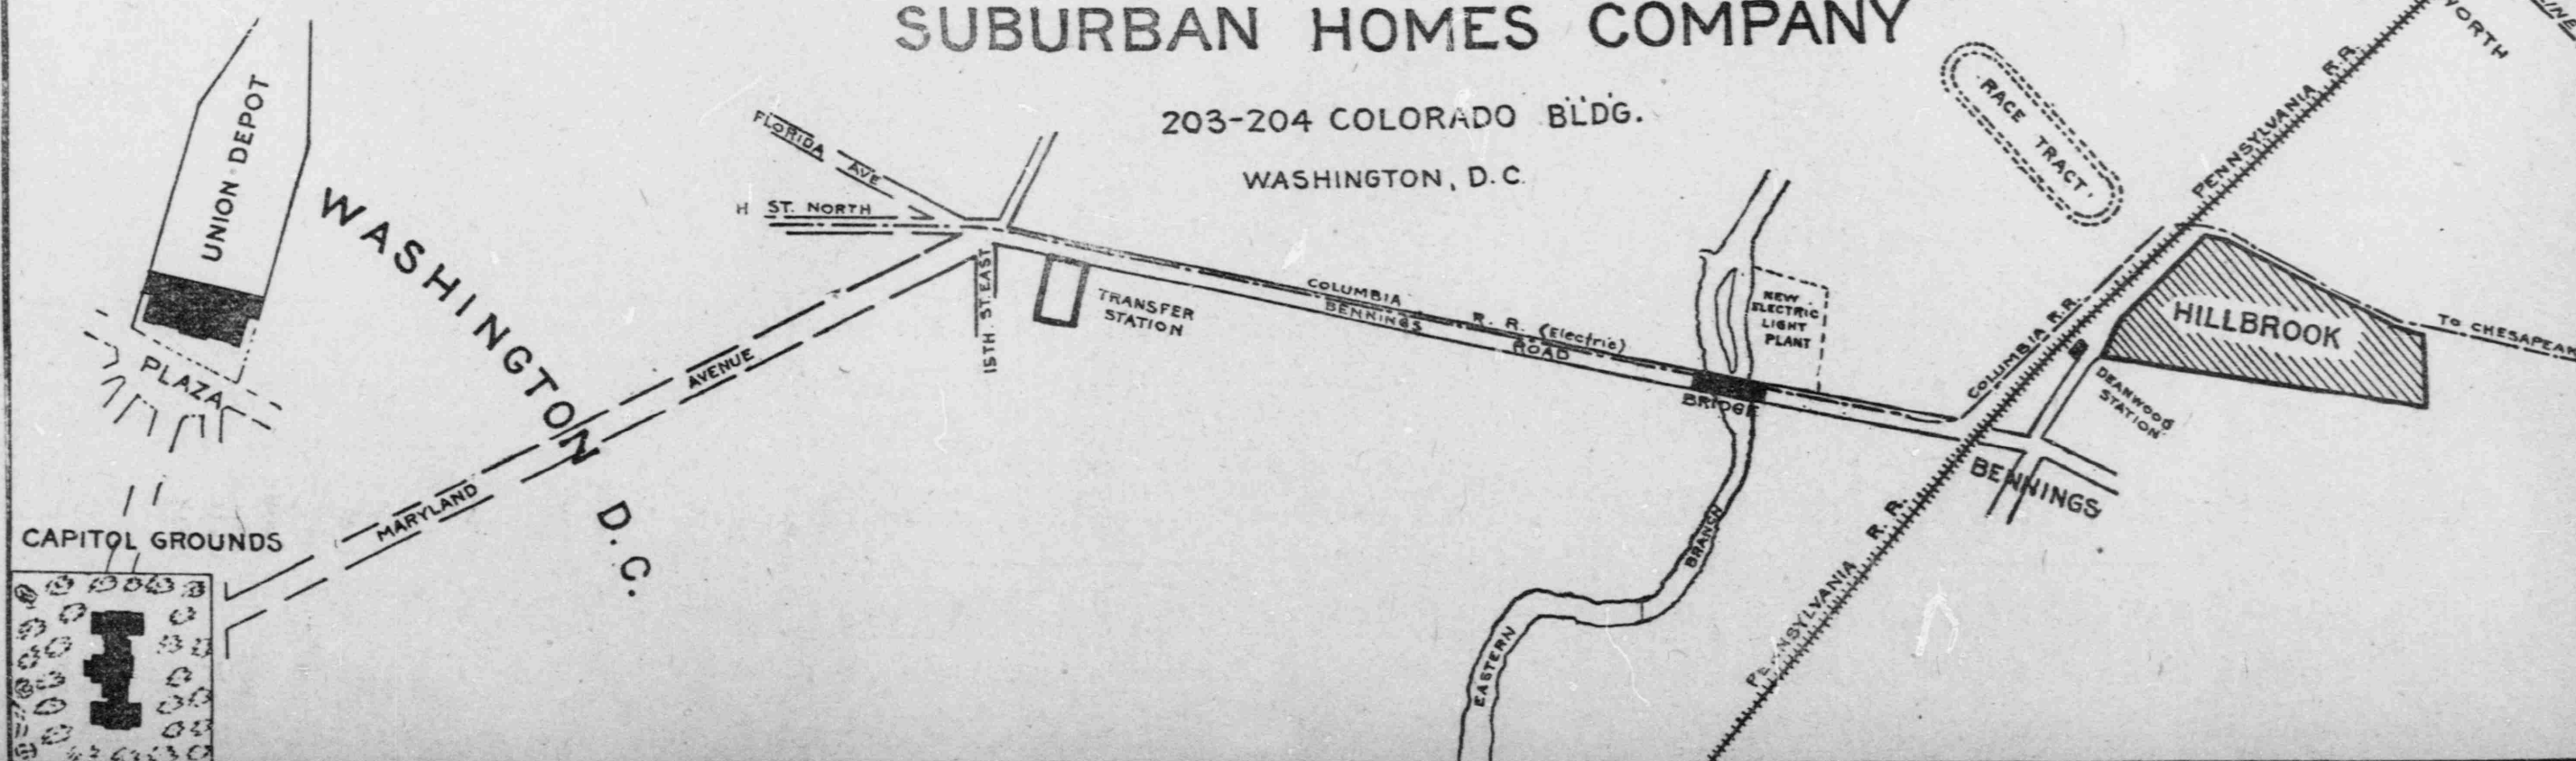 SUBURBAN HOMES COMPANY
203-204 COLORADO BLDG.
WASHINGTON, D.C.
UNION DEPOT
PLAZA
WASHINGTON D.C.
CAPITOL GROUNDS
MARYLAND AVENUE
FLORIDA AVE
H ST. NORTH
15TH ST. EAST
TRANSFER
STATION
COLUMBIA R. R. (Electric)
BENNINGS ROAD
NEW
ELECTRIC
LIGHT
PLANT
BRIDGE
EASTERN BRANCH
RACE TRACT
PENNSYLVANIA R.R.
COLUMBIA R.R.
PENNSYLVANIA R. R.
HILLBROOK
DEANWOOD
STATION
BENNINGS
TO CHESAPEAK
LINE